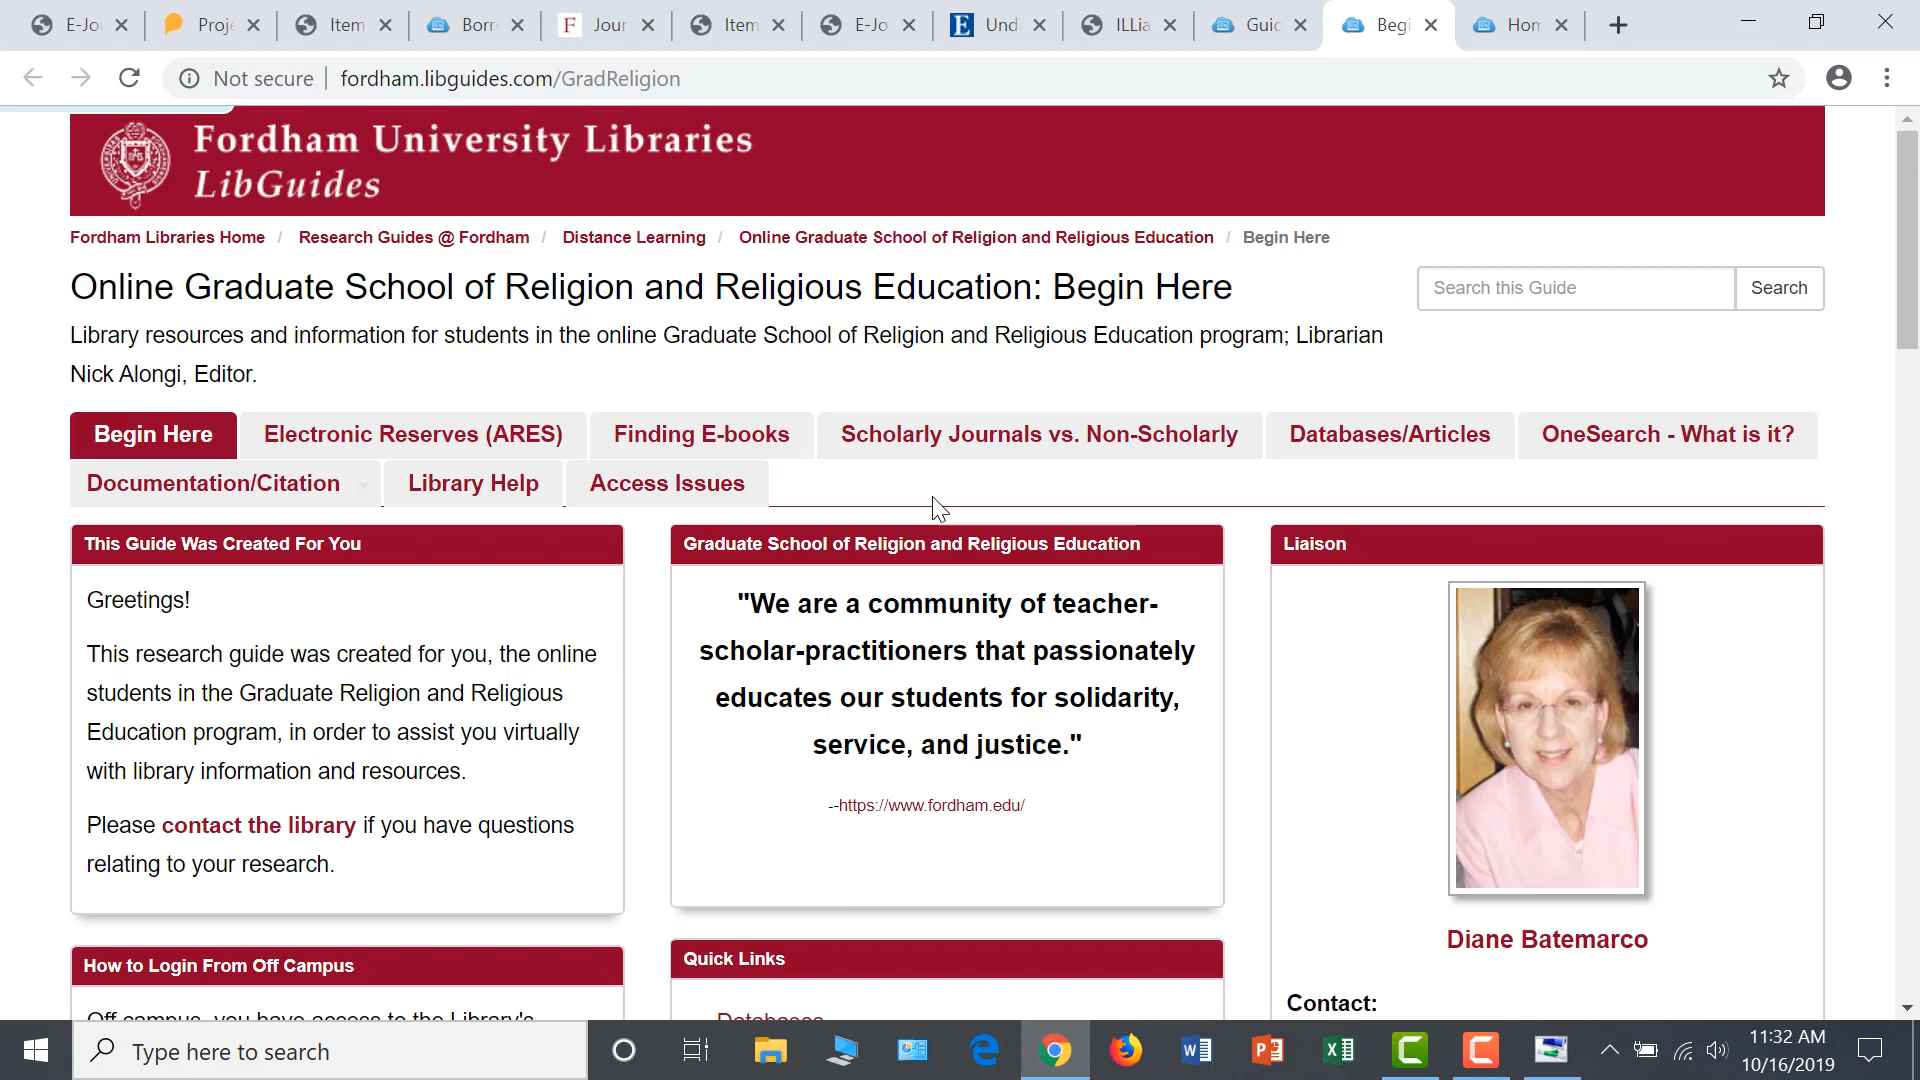 E-Jo
Proj
Item
Borr
Jour
Item
E-Jo
Und
ILLia
Guid
Begi
Hom
Not secure
fordham.libguides.com/GradReligion
Fordham University Libraries
LibGuides
Fordham Libraries Home / Research Guides @ Fordham / Distance Learning / Online Graduate School of Religion and Religious Education / Begin Here
Online Graduate School of Religion and Religious Education: Begin Here
Search this Guide
Search
Library resources and information for students in the online Graduate School of Religion and Religious Education program; Librarian
Nick Alongi, Editor.
Begin Here
Electronic Reserves (ARES)
Finding E-books
Scholarly Journals vs. Non-Scholarly
Databases/Articles
OneSearch - What is it?
Documentation/Citation
Library Help
Access Issues
This Guide Was Created For You
Greetings!
This research guide was created for you, the online
students in the Graduate Religion and Religious
Education program, in order to assist you virtually
with library information and resources.
Please contact the library if you have questions
relating to your research.
How to Login From Off Campus
Off campus, you have access to the Library's
Graduate School of Religion and Religious Education
"We are a community of teacher-
scholar-practitioners that passionately
educates our students for solidarity,
service, and justice."
--https://www.fordham.edu/
Quick Links
Databases
Liaison
Diane Batemarco
Contact:
Type here to search
11:32 AM
10/16/2019